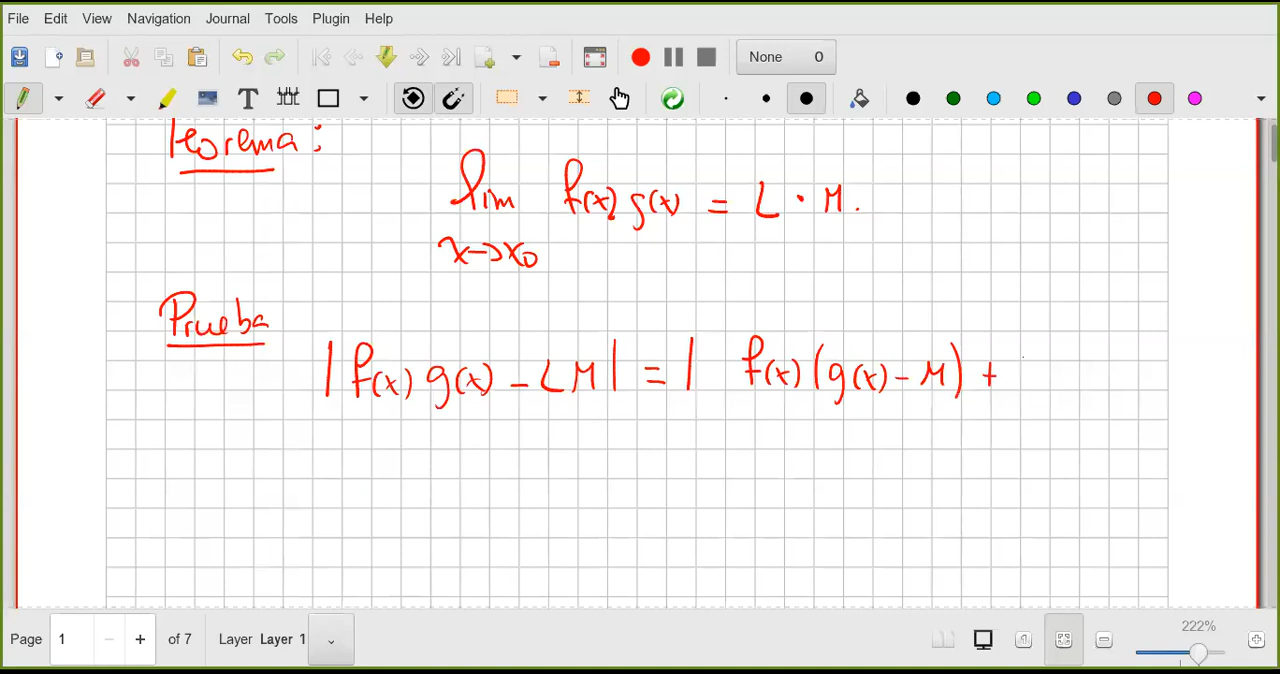 File Edit View Navigation Journal Tools Plugin Help
None 0
T
Teorema:
lim f(x) g(x) = L · M.
x→x₀
Prueba
| f(x) g(x) - LM | = | f(x) (g(x) - M) +
Page 1 of 7 Layer Layer 1 222%